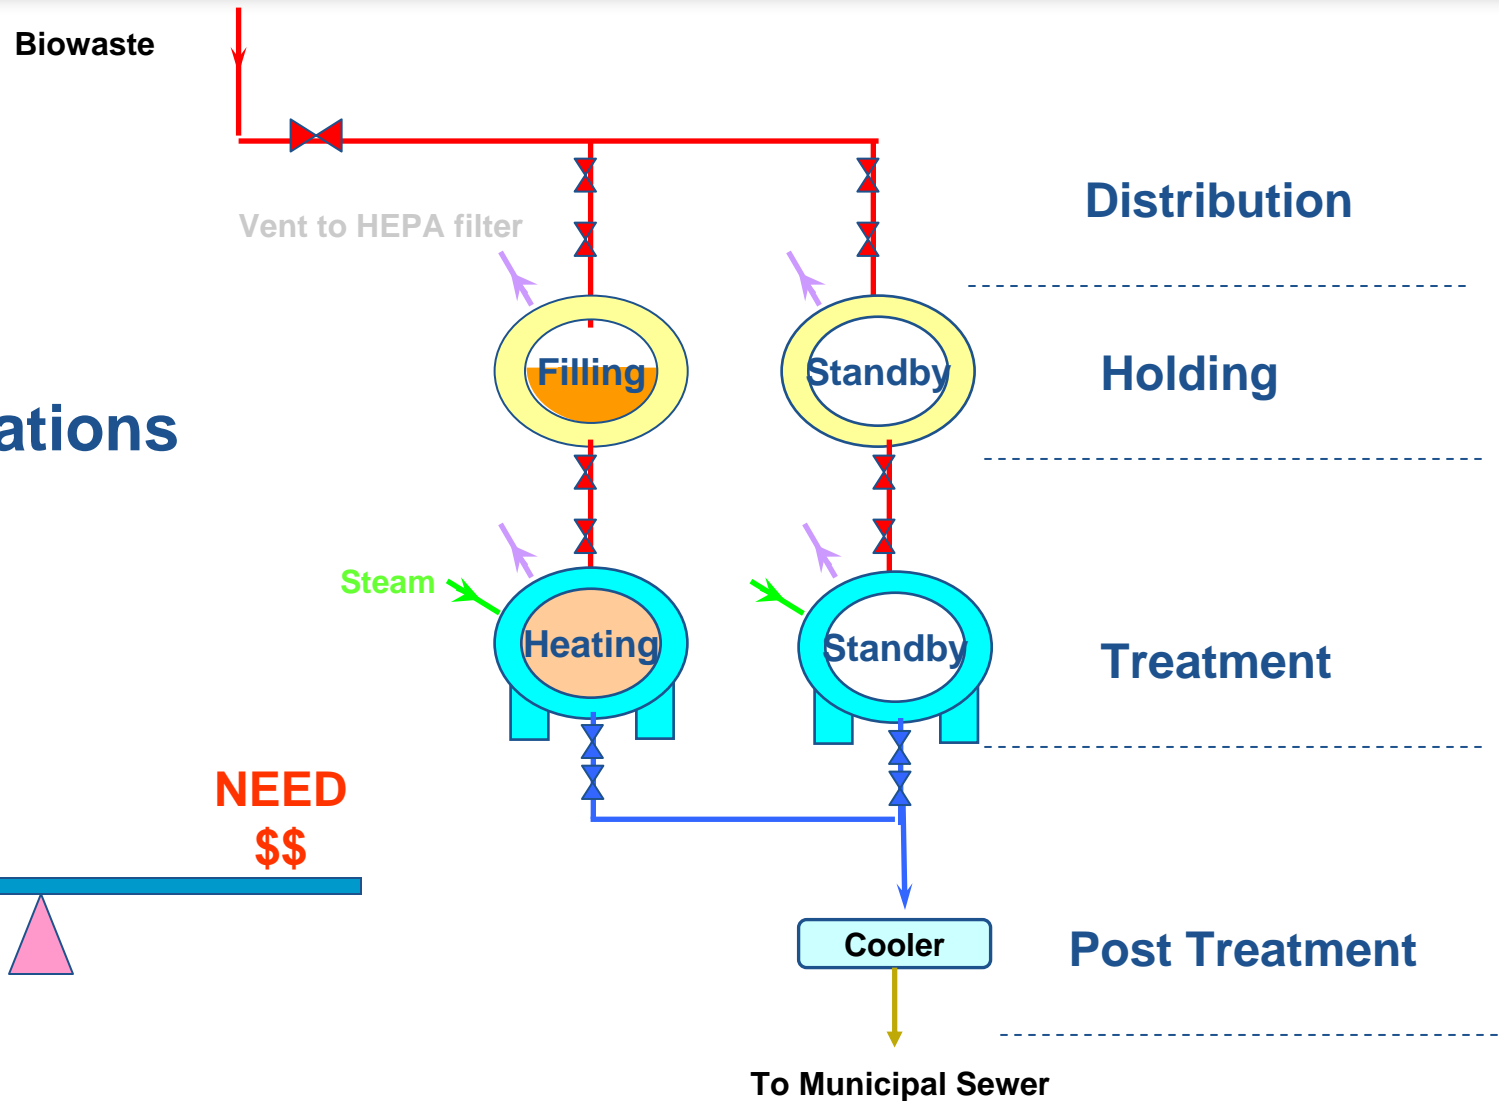 Biowaste
Distribution
Vent to HEPA filter
Filling
Standby
Holding
ations
Steam
Heating
Standby
Treatment
NEED
$$
Cooler
Post Treatment
To Municipal Sewer